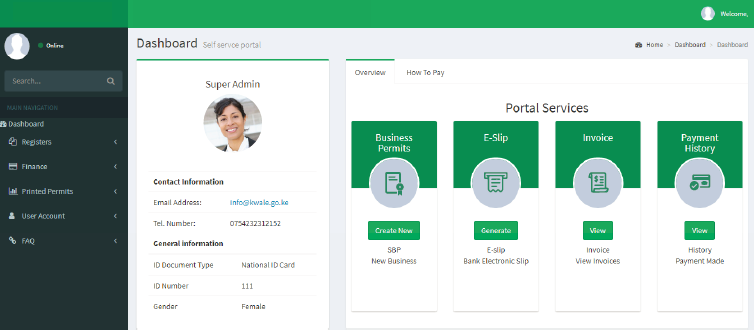 Welcome,
Online
Search...
MAIN NAVIGATION
Dashboard
Registers
Finance
Printed Permits
User Account
FAQ
Dashboard Self servce portal
Home > Dashboard > Dashboard
Super Admin
Contact Information
Email Address: info@kwale.go.ke
Tel. Number: 0754232312152
General information
ID Document Type National ID Card
ID Number 111
Gender Female
Overview How To Pay
Portal Services
Business
Permits
Create New
SBP
New Business
E-Slip
Generate
E-slip
Bank Electronic Slip
Invoice
View
Invoice
View Invoices
Payment
History
View
History
Payment Made